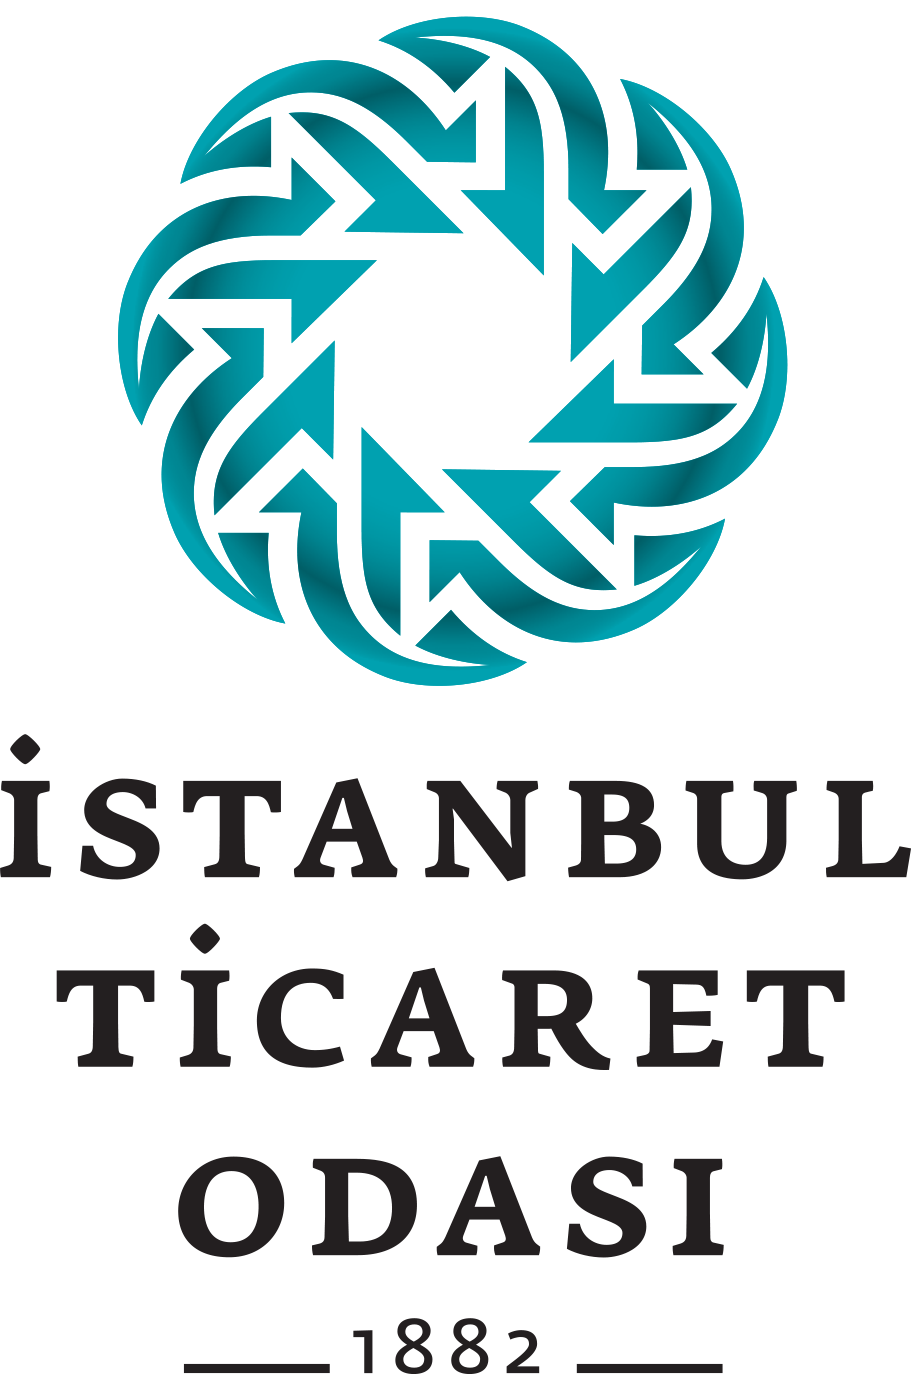 İSTANBUL
TİCARET
ODASI
1882